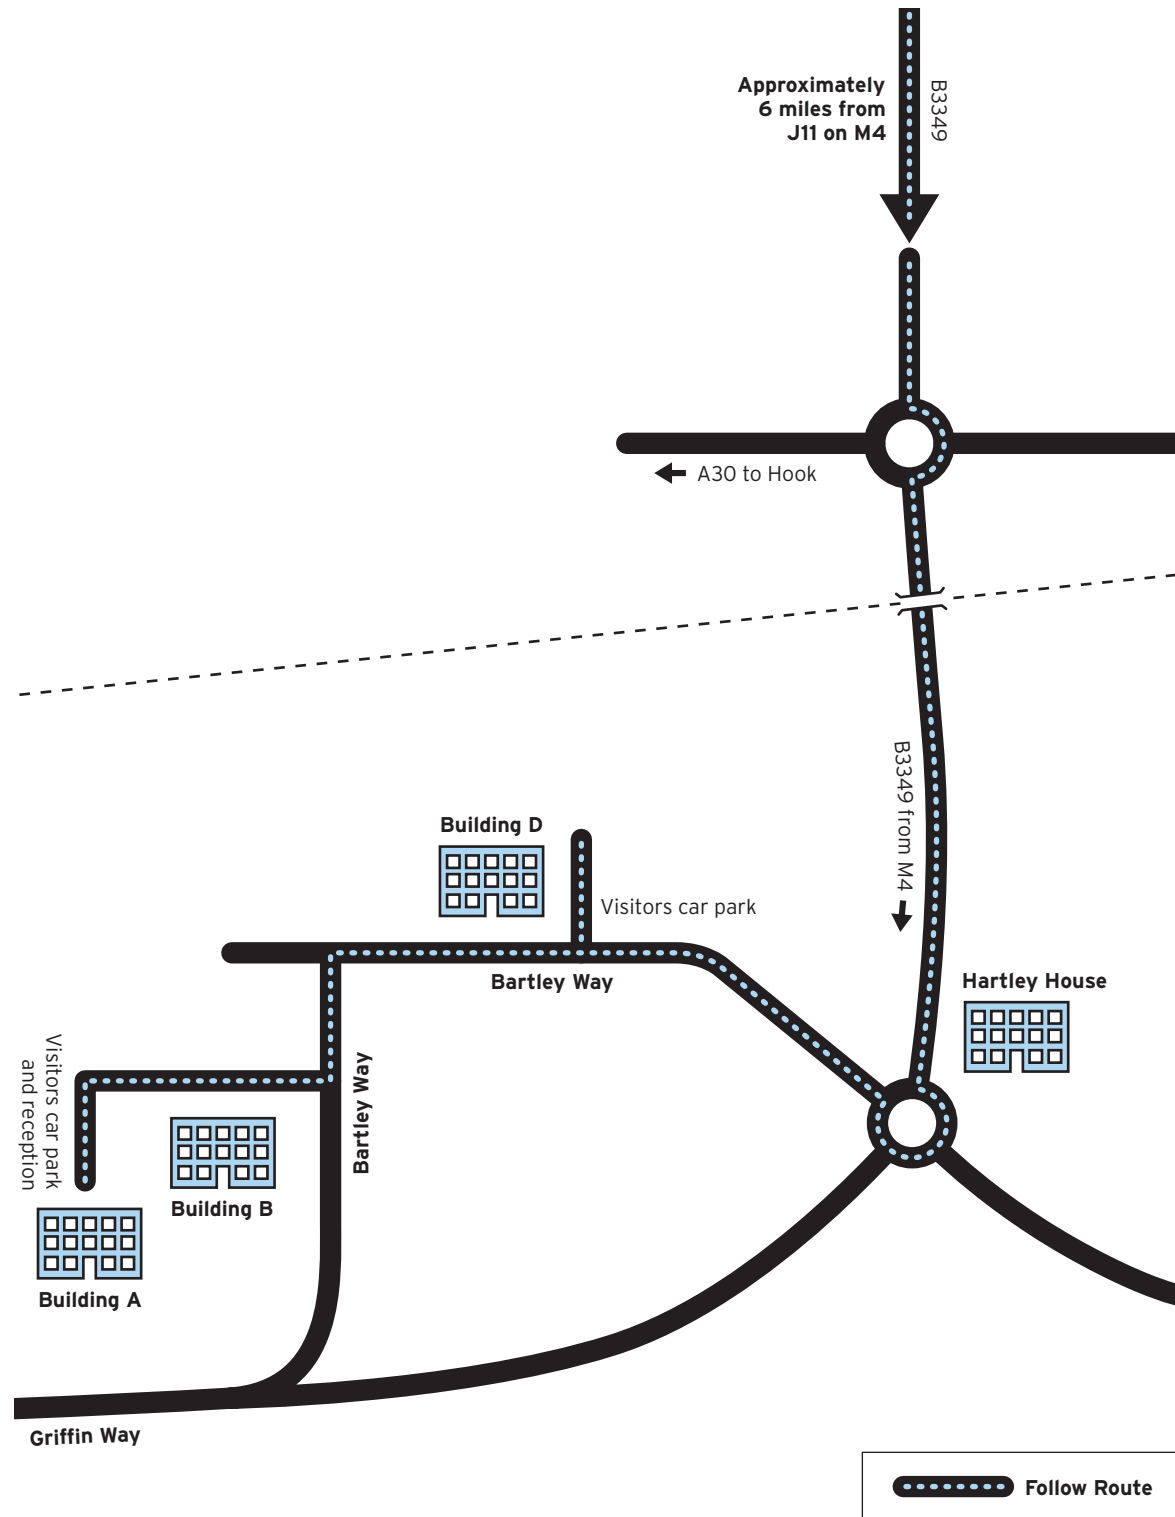 Approximately
6 miles from
J11 on M4
B3349
A30 to Hook
B3349 from M4
Building D
Visitors car park
Bartley Way
Hartley House
Visitors car park
and reception
Bartley Way
Building B
Building A
Griffin Way
Follow Route